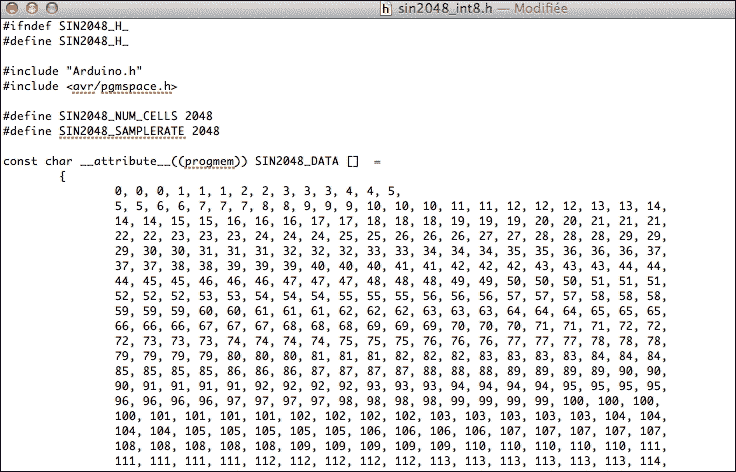 sin2048_int8.h — Modifiée
#ifndef SIN2048_H_
#define SIN2048_H_
#include "Arduino.h"
#include <avr/pgmspace.h>
#define SIN2048_NUM_CELLS 2048
#define SIN2048_SAMPLERATE 2048
const char __attribute__((progmem)) SIN2048_DATA [] =
{
0, 0, 0, 1, 1, 1, 2, 2, 3, 3, 3, 4, 4, 5,
5, 5, 6, 6, 7, 7, 7, 8, 8, 9, 9, 9, 10, 10, 10, 11, 11, 12, 12, 12, 13, 13, 14,
14, 14, 15, 15, 16, 16, 16, 17, 17, 18, 18, 18, 19, 19, 19, 20, 20, 21, 21, 21,
22, 22, 23, 23, 23, 24, 24, 24, 25, 25, 26, 26, 26, 27, 27, 28, 28, 28, 29, 29,
29, 30, 30, 31, 31, 31, 32, 32, 32, 33, 33, 34, 34, 34, 35, 35, 36, 36, 36, 37,
37, 37, 38, 38, 39, 39, 39, 40, 40, 40, 41, 41, 42, 42, 42, 43, 43, 43, 44, 44,
44, 45, 45, 46, 46, 46, 47, 47, 47, 48, 48, 48, 49, 49, 50, 50, 50, 51, 51, 51,
52, 52, 52, 53, 53, 54, 54, 54, 55, 55, 55, 56, 56, 56, 57, 57, 57, 58, 58, 58,
59, 59, 59, 60, 60, 61, 61, 61, 62, 62, 62, 63, 63, 63, 64, 64, 64, 65, 65, 65,
66, 66, 66, 67, 67, 67, 68, 68, 68, 69, 69, 69, 70, 70, 70, 71, 71, 71, 72, 72,
72, 73, 73, 73, 74, 74, 74, 74, 75, 75, 75, 76, 76, 76, 77, 77, 77, 78, 78, 78,
79, 79, 79, 79, 80, 80, 80, 81, 81, 81, 82, 82, 82, 82, 83, 83, 83, 84, 84, 84,
85, 85, 85, 85, 86, 86, 86, 87, 87, 87, 87, 88, 88, 88, 89, 89, 89, 89, 90, 90,
90, 91, 91, 91, 91, 92, 92, 92, 92, 93, 93, 93, 94, 94, 94, 94, 95, 95, 95, 95,
96, 96, 96, 96, 97, 97, 97, 97, 98, 98, 98, 98, 99, 99, 99, 99, 100, 100, 100,
100, 101, 101, 101, 101, 102, 102, 102, 102, 103, 103, 103, 103, 103, 104, 104,
104, 104, 105, 105, 105, 105, 106, 106, 106, 106, 106, 107, 107, 107, 107, 107,
108, 108, 108, 108, 108, 109, 109, 109, 109, 109, 110, 110, 110, 110, 110, 111,
111, 111, 111, 111, 112, 112, 112, 112, 112, 112, 113, 113, 113, 113, 113, 114,